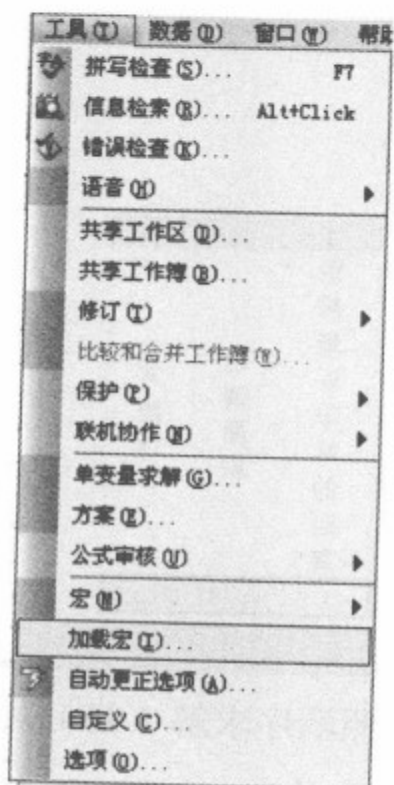 工具(T) 数据(D) 窗口(W) 帮助
拼写检查(S)... F7
信息检索(R)... Alt+Click
错误检查(K)...
语音(H)
共享工作区(D)...
共享工作簿(B)...
修订(T)
比较和合并工作簿(W)...
保护(P)
联机协作(N)
单变量求解(G)...
方案(E)...
公式审核(U)
宏(M)
加载宏(I)...
自动更正选项(A)...
自定义(C)...
选项(O)...